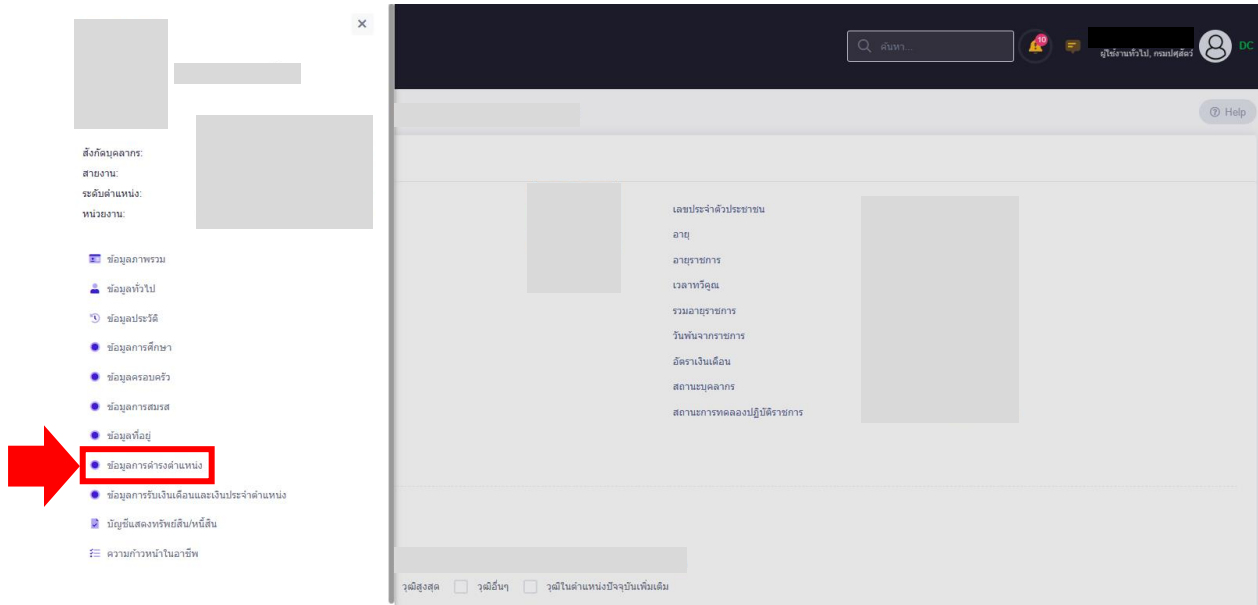 ×
ค้นหา...
10
ผู้ใช้งานทั่วไป, กรมปศุสัตว์
DC
Help
สังกัดบุคลากร:
สายงาน:
ระดับตำแหน่ง:
หน่วยงาน:
ข้อมูลภาพรวม
ข้อมูลทั่วไป
ข้อมูลประวัติ
ข้อมูลการศึกษา
ข้อมูลครอบครัว
ข้อมูลการสมรส
ข้อมูลที่อยู่
ข้อมูลการดำรงตำแหน่ง
ข้อมูลการรับเงินเดือนและเงินประจำตำแหน่ง
บัญชีแสดงทรัพย์สิน/หนี้สิน
ความก้าวหน้าในอาชีพ
เลขประจำตัวประชาชน
อายุ
อายุราชการ
เวลาทวีคูณ
รวมอายุราชการ
วันพ้นจากราชการ
อัตราเงินเดือน
สถานะบุคลากร
สถานะการทดลองปฏิบัติราชการ
วุฒิสูงสุด วุฒิอื่นๆ วุฒิในตำแหน่งปัจจุบันเพิ่มเติม